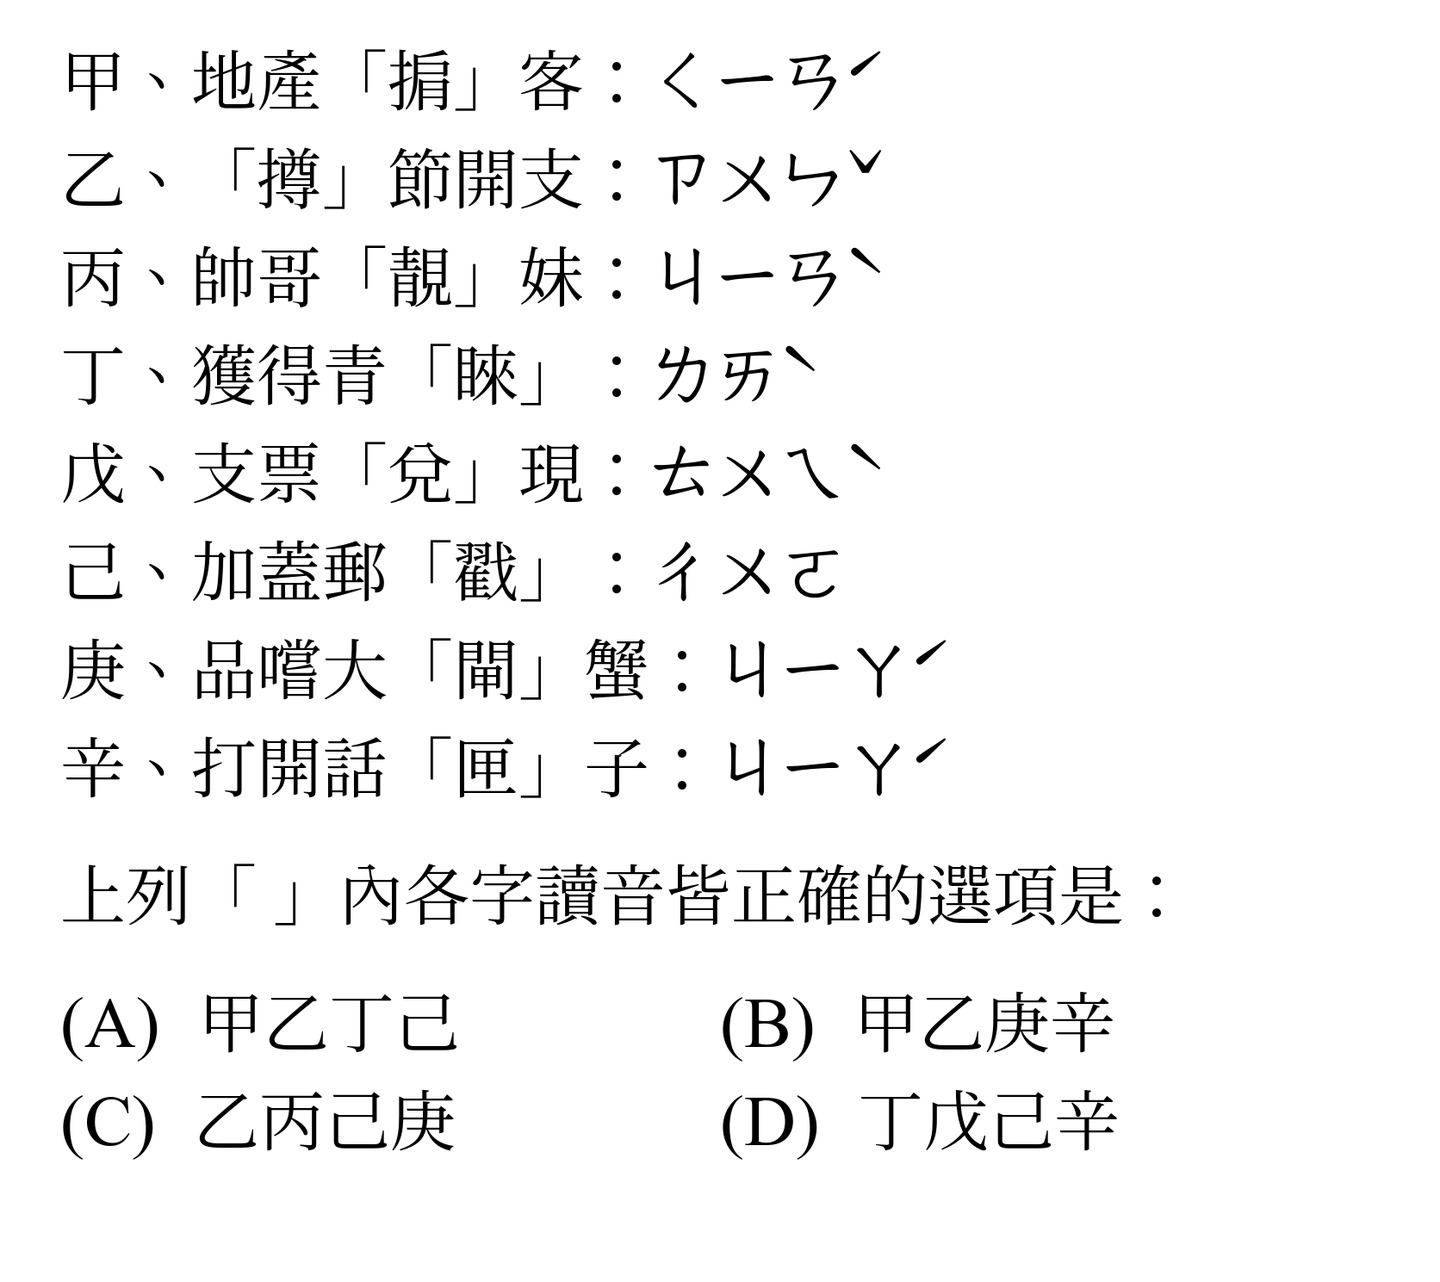 甲、地產「掮」客：ㄑㄧㄢˊ
乙、「撙」節開支：ㄗㄨㄣˇ
丙、帥哥「靚」妹：ㄐㄧㄢˋ
丁、獲得青「睞」：ㄌㄞˋ
戊、支票「兌」現：ㄊㄨㄟˋ
己、加蓋郵「戳」：ㄔㄨㄛ
庚、品嚐大「閘」蟹：ㄐㄧㄚˊ
辛、打開話「匣」子：ㄐㄧㄚˊ
上列「 」內各字讀音皆正確的選項是：
(A) 甲乙丁己 (B) 甲乙庚辛
(C) 乙丙己庚 (D) 丁戊己辛